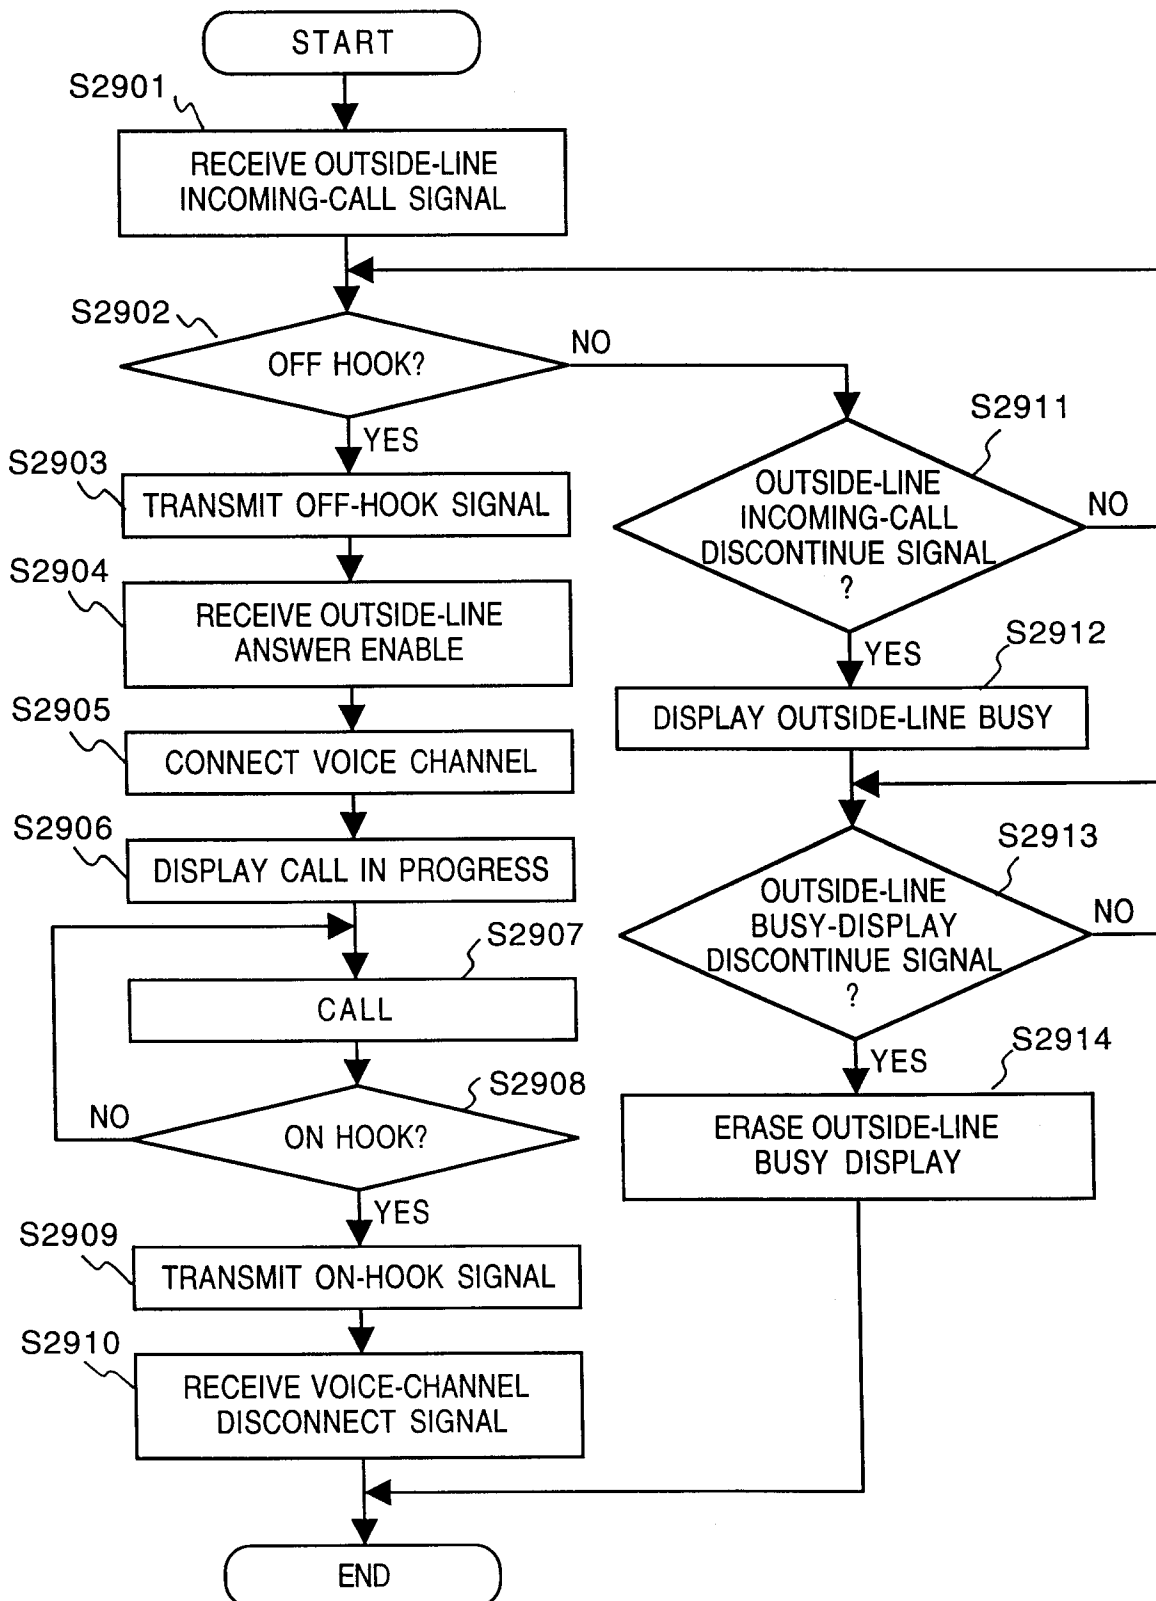 START
S2901
RECEIVE OUTSIDE-LINE
INCOMING-CALL SIGNAL
S2902
OFF HOOK?
NO
YES
S2903
TRANSMIT OFF-HOOK SIGNAL
S2904
RECEIVE OUTSIDE-LINE
ANSWER ENABLE
S2905
CONNECT VOICE CHANNEL
S2906
DISPLAY CALL IN PROGRESS
S2907
CALL
S2908
NO
ON HOOK?
YES
S2909
TRANSMIT ON-HOOK SIGNAL
S2910
RECEIVE VOICE-CHANNEL
DISCONNECT SIGNAL
S2911
OUTSIDE-LINE
INCOMING-CALL
DISCONTINUE SIGNAL
?
NO
YES
S2912
DISPLAY OUTSIDE-LINE BUSY
S2913
OUTSIDE-LINE
BUSY-DISPLAY
DISCONTINUE SIGNAL
?
NO
YES
S2914
ERASE OUTSIDE-LINE
BUSY DISPLAY
END